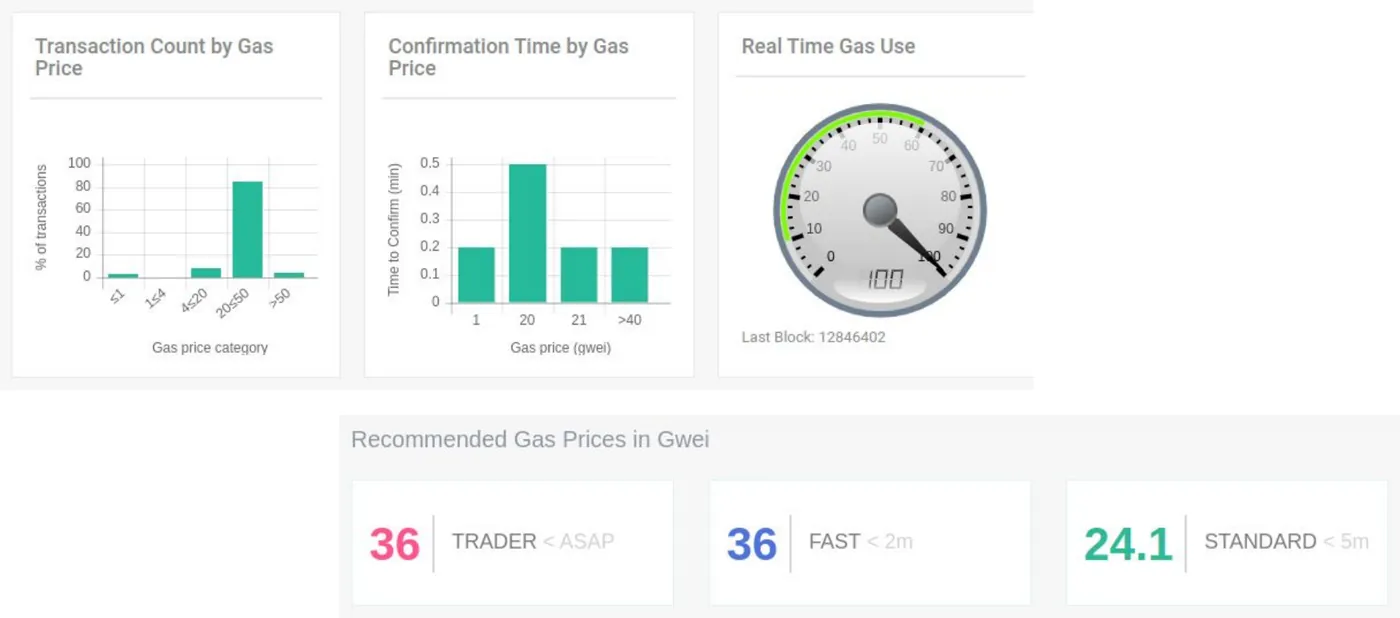 Transaction Count by Gas
Price
% of transactions
100
80
60
40
20
0
≤1
1≤4
4≤20
20≤50
>50
Gas price category
Confirmation Time by Gas
Price
Time to Confirm (min)
0.5
0.4
0.3
0.2
0.1
0
1
20
21
>40
Gas price (gwei)
Real Time Gas Use
0
10
20
30
40
50
60
70
80
90
100
100
Last Block: 12846402
Recommended Gas Prices in Gwei
36 TRADER < ASAP
36 FAST < 2m
24.1 STANDARD < 5m